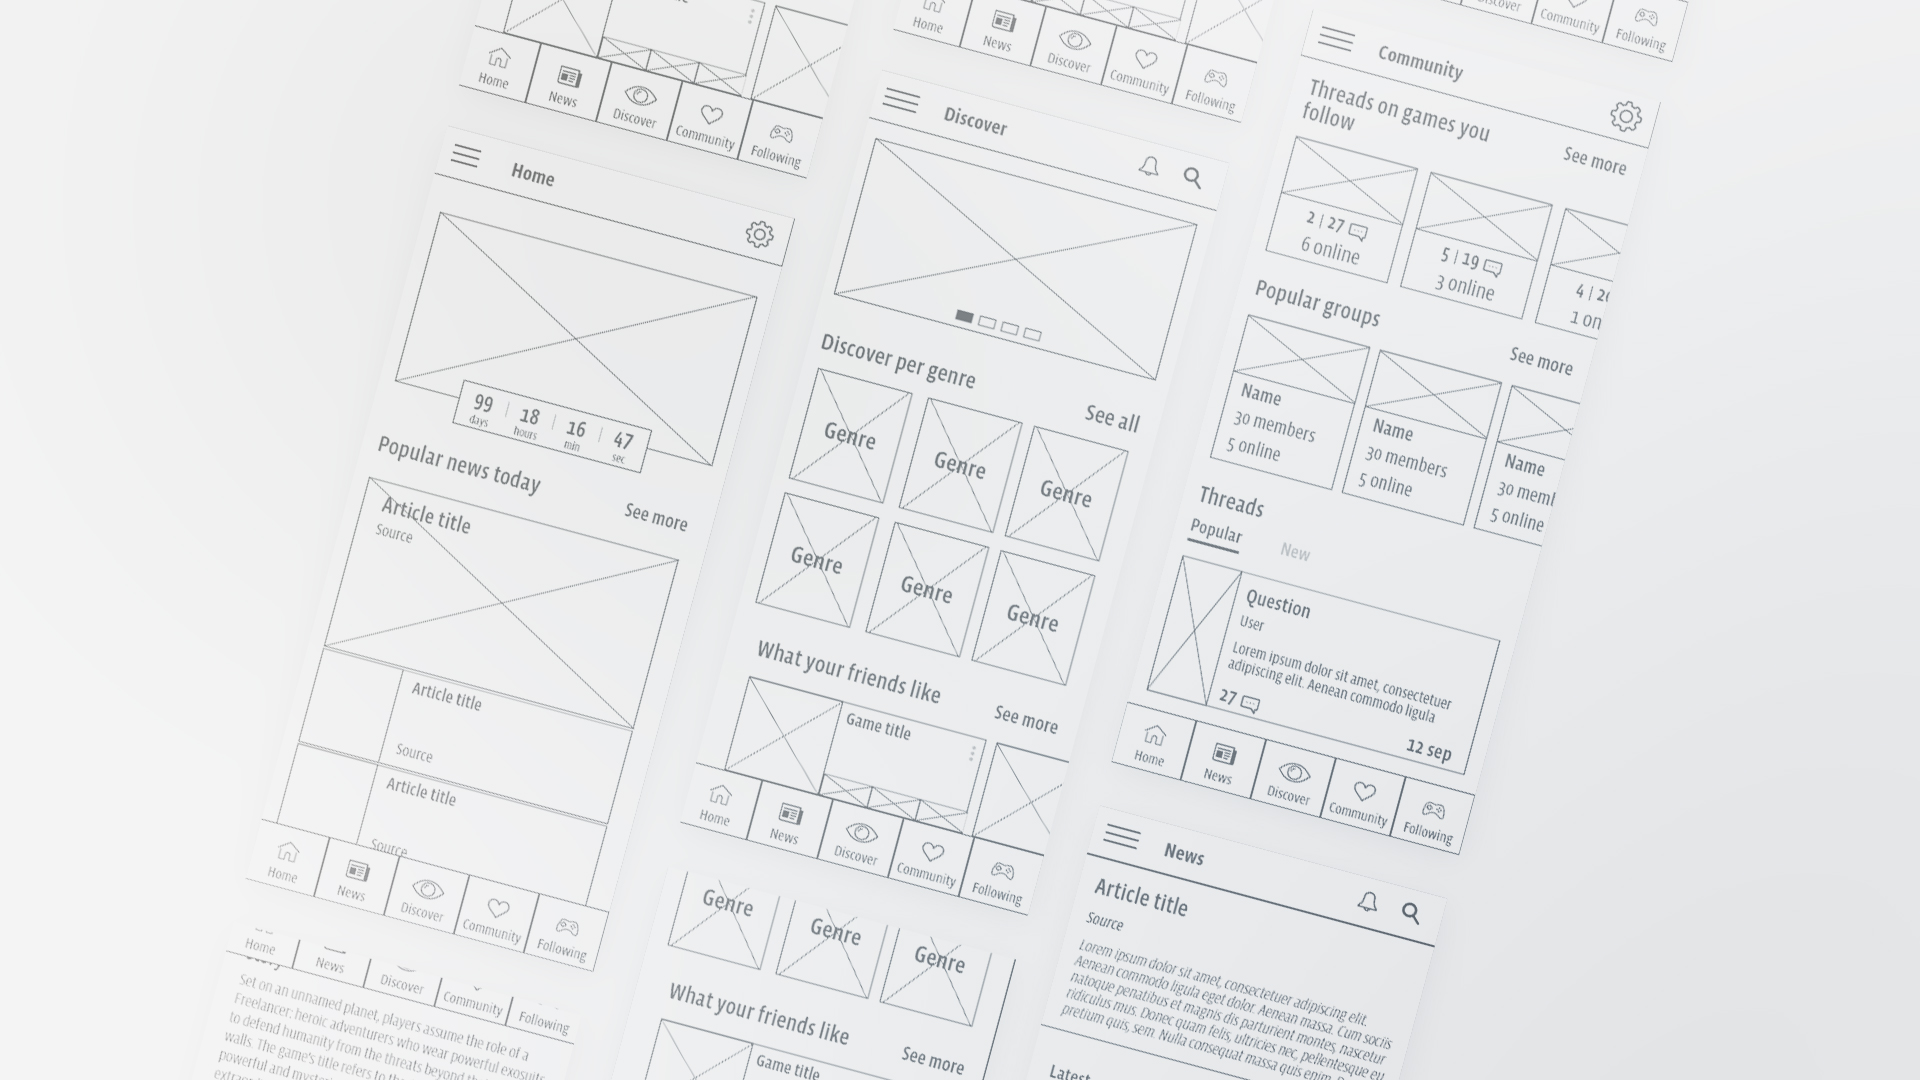 Home
News
Discover
Community
Following
Home
99 | 18 | 16 | 47
days hours min sec
Popular news today
See more
Article title
Source
Article title
Source
Article title
Source
Home
News
Discover
Community
Following
Home
News
Discover
Community
Following
Set on an unnamed planet, players assume the role of a
Freelancer: heroic adventurers who wear powerful exosuits
to defend humanity from the threats beyond
walls. The game's title refers to
powerful and
Home
News
Discover
Community
Following
Discover
Discover per genre
See all
Genre
Genre
Genre
Genre
Genre
Genre
What your friends like
See more
Game title
Home
News
Discover
Community
Following
Genre
Genre
Genre
What your friends like
See more
Game title
Discover
Community
Following
Community
Threads on games you
follow
See more
2 | 27
6 online
5 | 19
3 online
4 |
1 on
Popular groups
See more
Name
30 members
5 online
Name
30 members
5 online
Name
30 mem
5 online
Threads
Popular
New
Question
User
Lorem ipsum dolor sit amet, consectetuer
adipiscing elit. Aenean commodo ligula
27
12 sep
Home
News
Discover
Community
Following
News
Article title
Source
Lorem ipsum dolor sit amet, consectetuer adipiscing elit.
Aenean commodo ligula eget dolor. Aenean massa. Cum sociis
natoque penatibus et magnis dis parturient montes, nascetur
ridiculus mus. Donec quam felis, ultricies nec, pellentesque eu
pretium quis, sem. Nulla consequat massa quis enim.
Latest